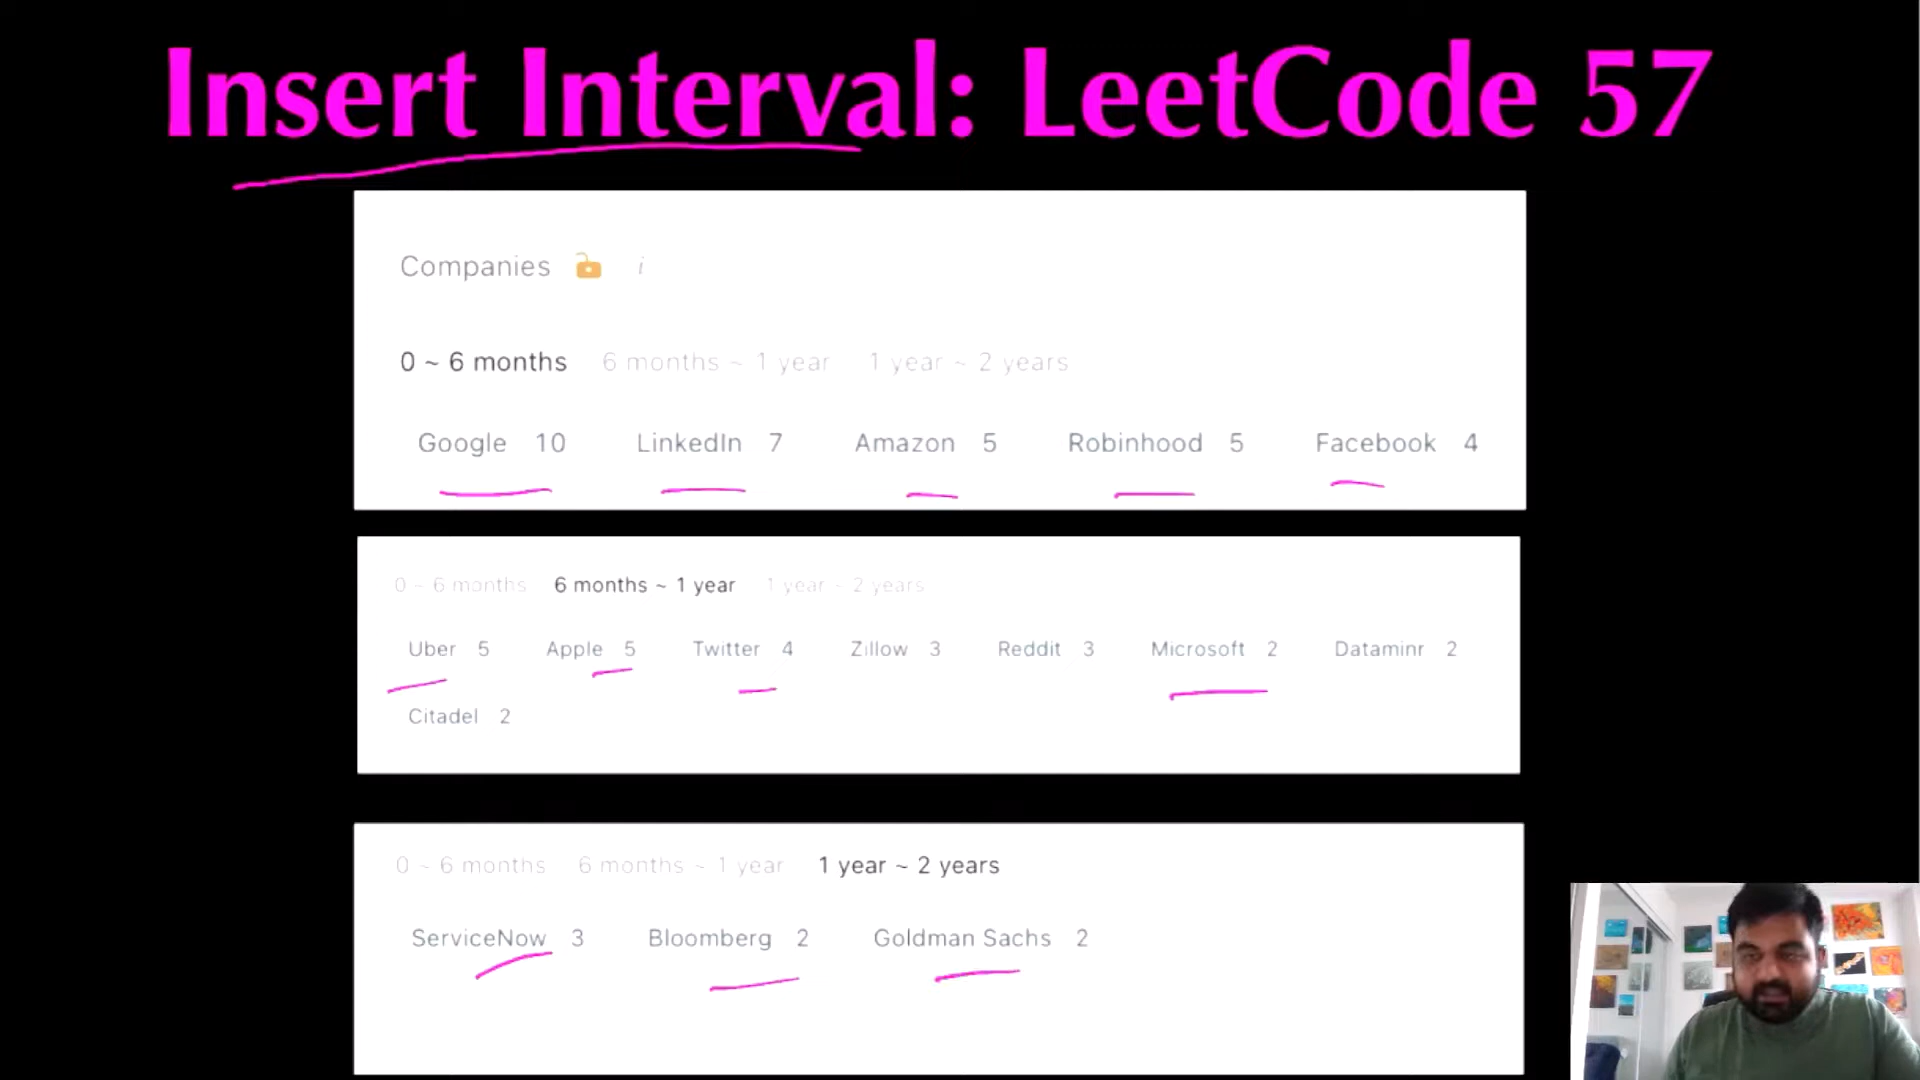 Insert Interval: LeetCode 57
Companies i
0 ~ 6 months 6 months ~ 1 year 1 year ~ 2 years
Google 10 LinkedIn 7 Amazon 5 Robinhood 5 Facebook 4
0 ~ 6 months 6 months ~ 1 year 1 year ~ 2 years
Uber 5 Apple 5 Twitter 4 Zillow 3 Reddit 3 Microsoft 2 Dataminr 2
Citadel 2
0 ~ 6 months 6 months ~ 1 year 1 year ~ 2 years
ServiceNow 3 Bloomberg 2 Goldman Sachs 2